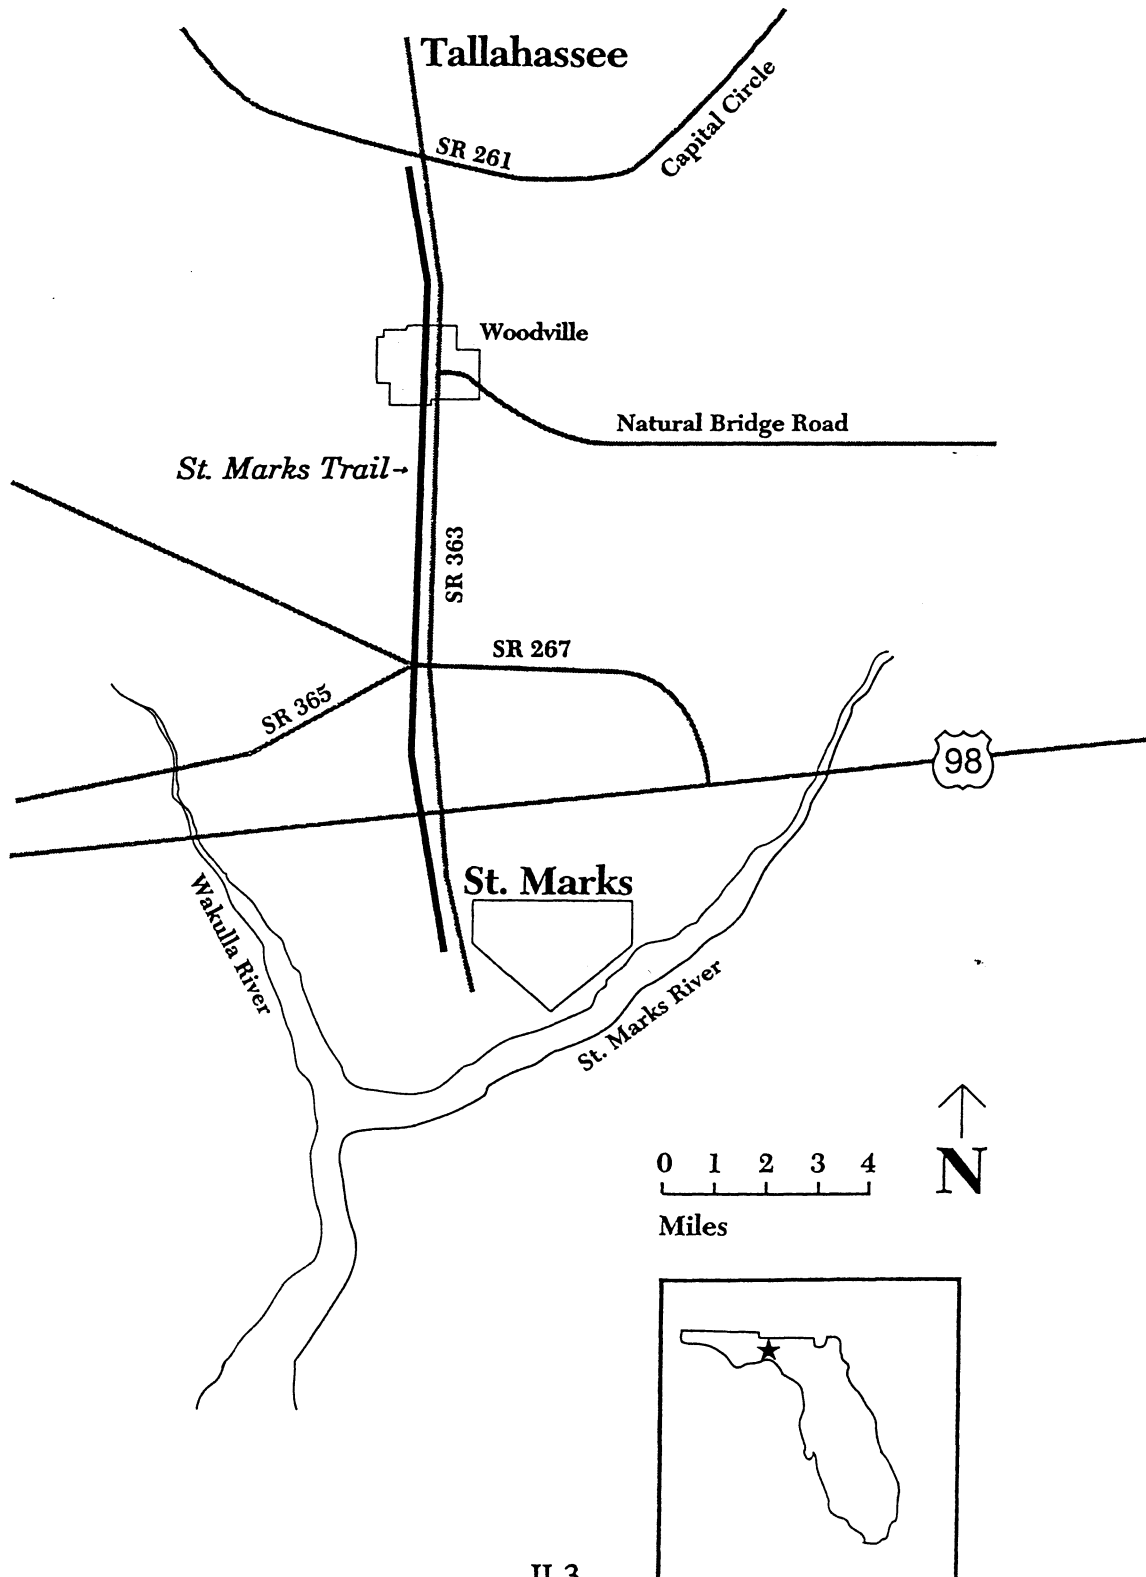 Tallahassee
Capital Circle
SR 261
Woodville
Natural Bridge Road
St. Marks Trail
SR 363
SR 267
SR 365
98
St. Marks
Wakulla River
St. Marks River
0 1 2 3 4
Miles
N
II-3